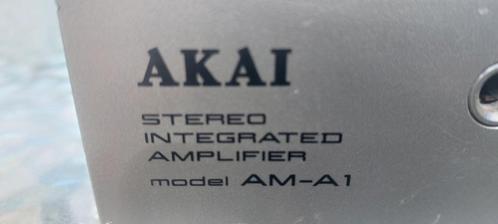 AKAI
STEREO
INTEGRATED
AMPLIFIER
model AM-A1